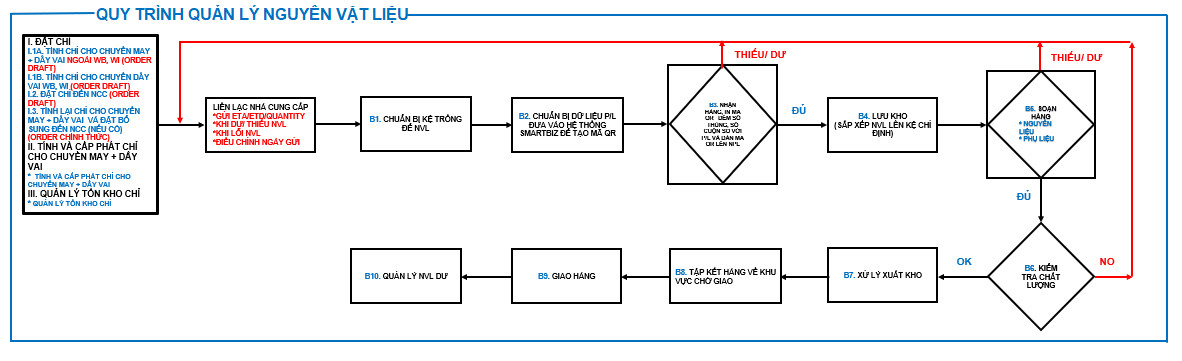 QUY TRÌNH QUẢN LÝ NGUYÊN VẬT LIỆU
I. ĐẶT CHỈ
I.1A. TÍNH CHỈ CHO CHUYỀN MAY
+ DÂY VAI NGOÀI WB, WI (ORDER
DRAFT)
I.1B. TÍNH CHỈ CHO CHUYỀN DÂY
VAI WB, WI (ORDER DRAFT)
I.2. ĐẶT CHỈ ĐẾN NCC (ORDER
DRAFT)
I.3. TÍNH LẠI CHỈ CHO CHUYỀN
MAY + DÂY VAI VÀ ĐẶT BỔ
SUNG ĐẾN NCC (NẾU CÓ)
(ORDER CHÍNH THỨC)
II. TÍNH VÀ CẤP PHÁT CHỈ
CHO CHUYỀN MAY + DÂY
VAI
* TÍNH VÀ CẤP PHÁT CHỈ CHO
CHUYỀN MAY + DÂY VAI
III. QUẢN LÝ TỒN KHO CHỈ
* QUẢN LÝ TỒN KHO CHỈ
LIÊN LẠC NHÀ CUNG CẤP
*GỬI ETA/ETD/QUANTITY
*KHI DƯ/ THIẾU NVL
*KHI LỖI NVL
*ĐIỀU CHỈNH NGÀY GỬI
B1. CHUẨN BỊ KỆ TRỐNG
ĐỂ NVL
B2. CHUẨN BỊ DỮ LIỆU P/L
ĐƯA VÀO HỆ THỐNG
SMARTBIZ ĐỂ TẠO MÃ QR
THIẾU/ DƯ
B3. NHẬN
HÀNG, IN MÃ
QR ĐẾM SỐ
THÙNG, SỐ
CUỘN SO VỚI
P/L VÀ DÁN MÃ
QR LÊN NPL
ĐỦ
B4. LƯU KHO
( SẮP XẾP NVL LÊN KỆ CHỈ
ĐỊNH)
THIẾU/ DƯ
B5. SOẠN
HÀNG
* NGUYÊN
LIỆU
* PHỤ LIỆU
ĐỦ
B6. KIỂM
TRA CHẤT
LƯỢNG
NO
OK
B7. XỬ LÝ XUẤT KHO
B8. TẬP KẾT HÀNG VỀ KHU
VỰC CHỜ GIAO
B9. GIAO HÀNG
B10. QUẢN LÝ NVL DƯ